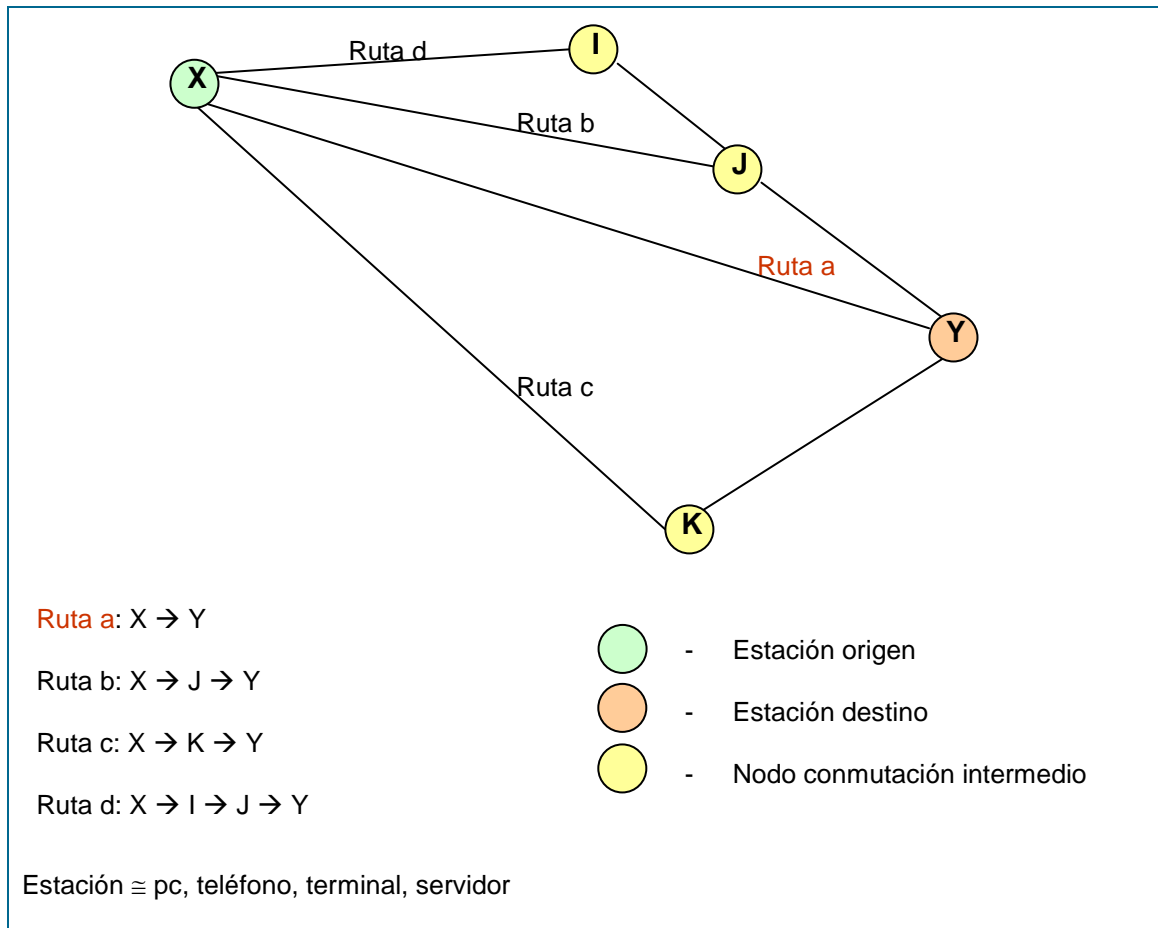 Ruta d
I
X
Ruta b
J
Ruta a
Y
Ruta c
K
Ruta a: X → Y
Ruta b: X → J → Y
Ruta c: X → K → Y
Ruta d: X → I → J → Y
- Estación origen
- Estación destino
- Nodo conmutación intermedio
Estación ≅ pc, teléfono, terminal, servidor